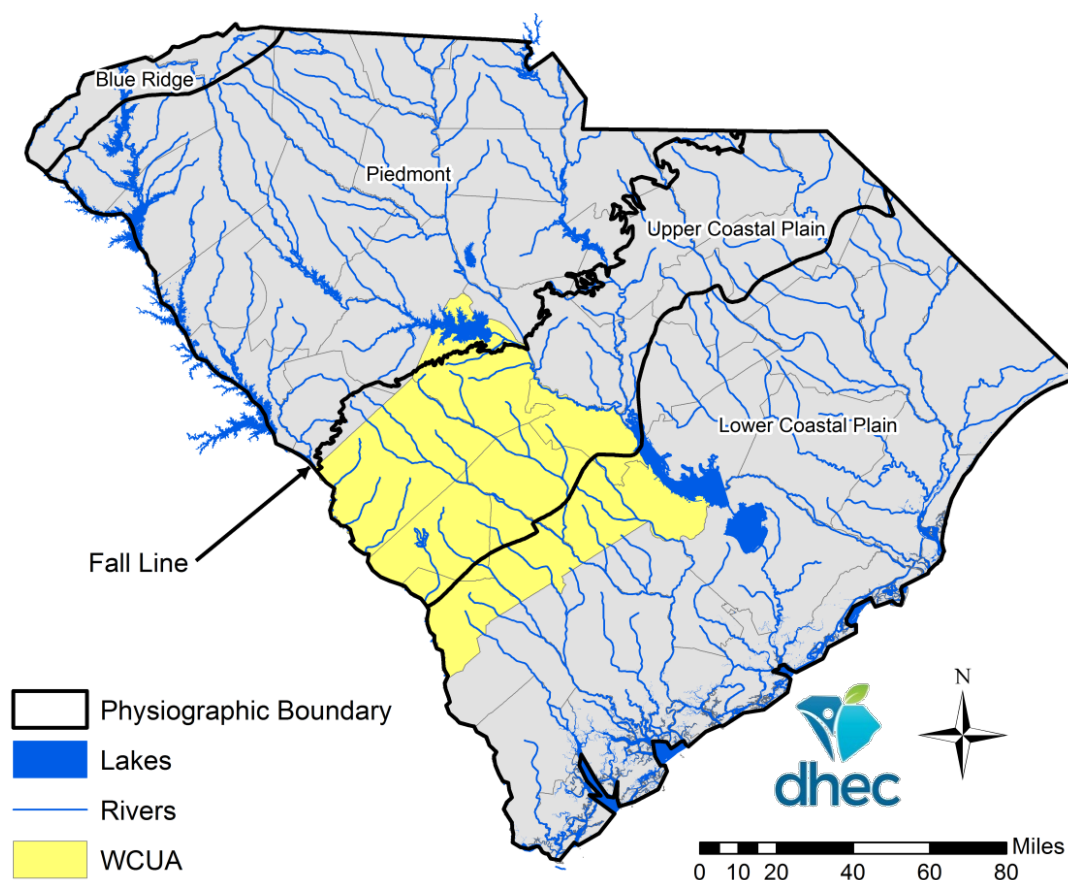 Blue Ridge
Piedmont
Upper Coastal Plain
Lower Coastal Plain
Fall Line
Physiographic Boundary
Lakes
Rivers
WCUA
dhec
N
0 5 10 20 40 60 80 Miles